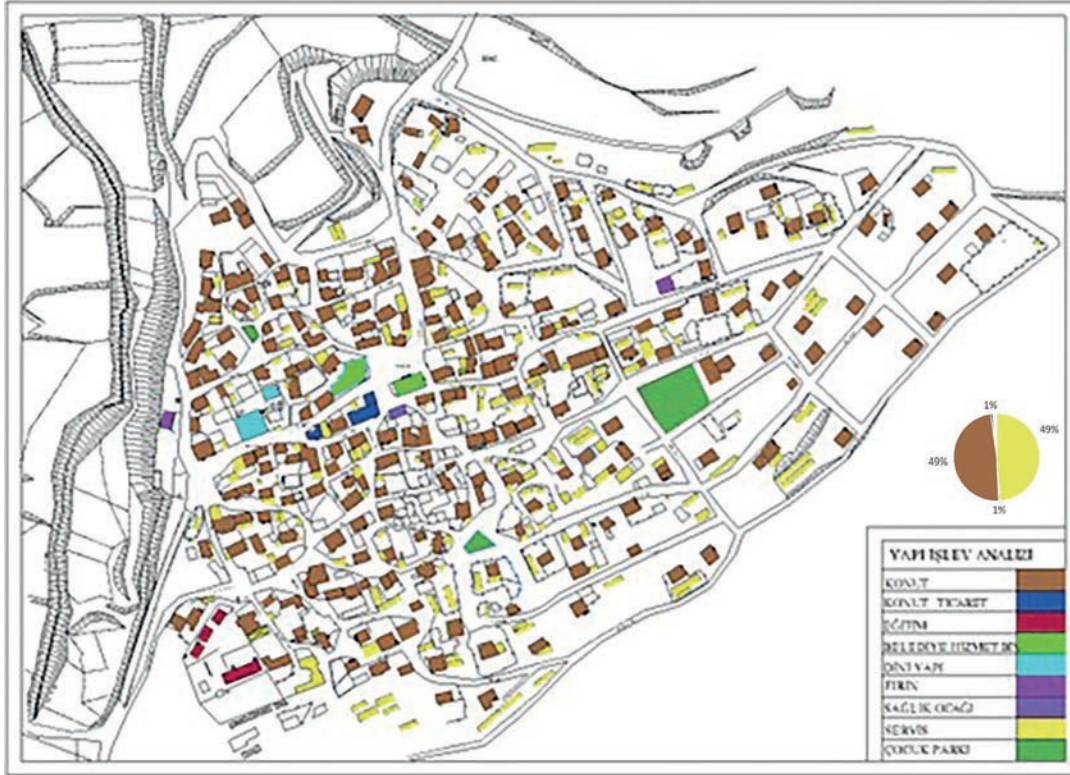 1%
49%
49%
1%
YAPI İŞLEV ANALİZİ
KONUT
KONUT TİCARET
EĞİTİM
BELEDİYE HİZMET
DİNİ YAPI
FIRIN
SAĞLIK OCAĞI
SERVİS
ÇOCUK PARKI